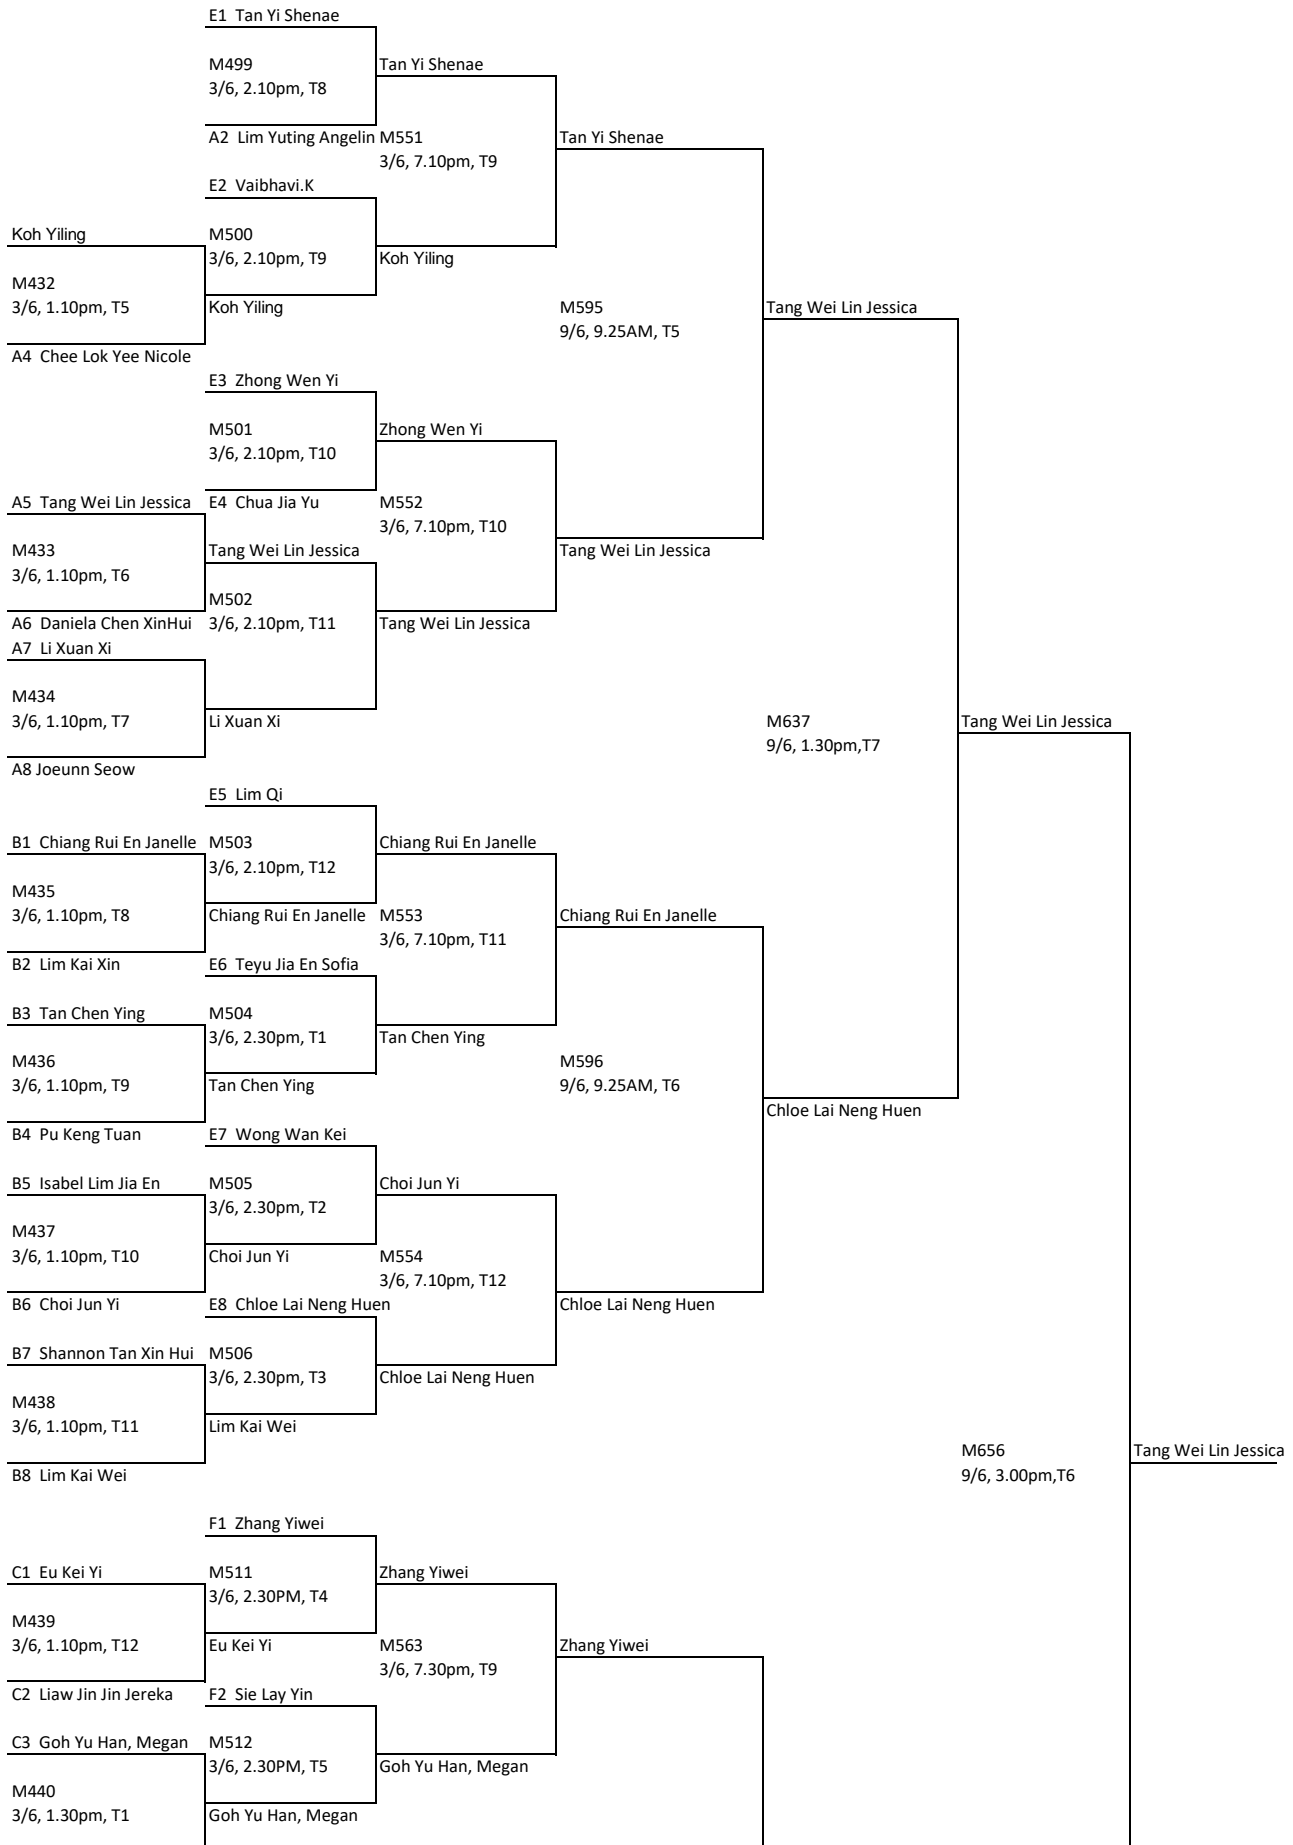 E1  Tan Yi Shenae
M499
Tan Yi Shenae
3/6, 2.10pm, T8
A2  Lim Yuting Angelin
M551
Tan Yi Shenae
3/6, 7.10pm, T9
E2  Vaibhavi.K
Koh Yiling
M500
3/6, 2.10pm, T9
Koh Yiling
M432
3/6, 1.10pm, T5
Koh Yiling
M595
Tang Wei Lin Jessica
9/6, 9.25AM, T5
A4  Chee Lok Yee Nicole
E3  Zhong Wen Yi
M501
Zhong Wen Yi
3/6, 2.10pm, T10
A5  Tang Wei Lin Jessica
E4  Chua Jia Yu
M552
3/6, 7.10pm, T10
M433
Tang Wei Lin Jessica
Tang Wei Lin Jessica
3/6, 1.10pm, T6
M502
A6  Daniela Chen XinHui
3/6, 2.10pm, T11
Tang Wei Lin Jessica
A7  Li Xuan Xi
M434
3/6, 1.10pm, T7
Li Xuan Xi
M637
Tang Wei Lin Jessica
9/6, 1.30pm,T7
A8 Joeunn Seow
E5  Lim Qi
B1  Chiang Rui En Janelle
M503
Chiang Rui En Janelle
3/6, 2.10pm, T12
M435
3/6, 1.10pm, T8
Chiang Rui En Janelle
M553
Chiang Rui En Janelle
3/6, 7.10pm, T11
B2  Lim Kai Xin
E6  Teyu Jia En Sofia
B3  Tan Chen Ying
M504
3/6, 2.30pm, T1
Tan Chen Ying
M436
M596
3/6, 1.10pm, T9
Tan Chen Ying
9/6, 9.25AM, T6
Chloe Lai Neng Huen
B4  Pu Keng Tuan
E7  Wong Wan Kei
B5  Isabel Lim Jia En
M505
Choi Jun Yi
3/6, 2.30pm, T2
M437
3/6, 1.10pm, T10
Choi Jun Yi
M554
3/6, 7.10pm, T12
B6  Choi Jun Yi
E8  Chloe Lai Neng Huen
Chloe Lai Neng Huen
B7  Shannon Tan Xin Hui
M506
3/6, 2.30pm, T3
Chloe Lai Neng Huen
M438
3/6, 1.10pm, T11
Lim Kai Wei
M656
Tang Wei Lin Jessica
B8  Lim Kai Wei
9/6, 3.00pm,T6
F1  Zhang Yiwei
C1  Eu Kei Yi
M511
Zhang Yiwei
3/6, 2.30PM, T4
M439
3/6, 1.10pm, T12
Eu Kei Yi
M563
Zhang Yiwei
3/6, 7.30pm, T9
C2  Liaw Jin Jin Jereka
F2  Sie Lay Yin
C3  Goh Yu Han, Megan
M512
3/6, 2.30PM, T5
Goh Yu Han, Megan
M440
3/6, 1.30pm, T1
Goh Yu Han, Megan